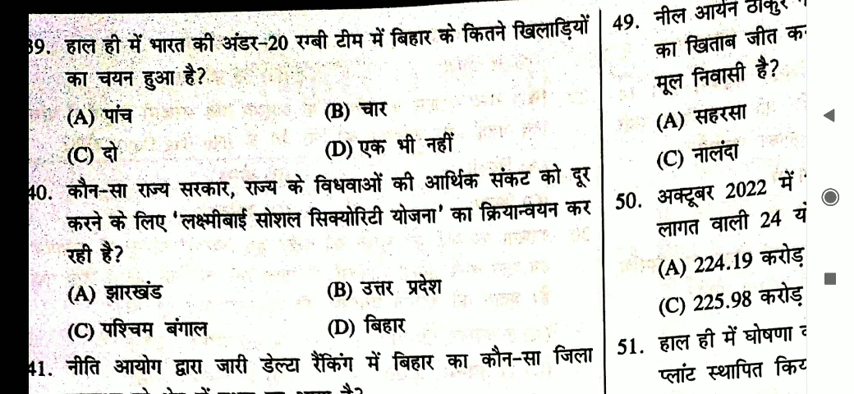 39. हाल ही में भारत की अंडर-20 रग्बी टीम में बिहार के कितने खिलाड़ियों
का चयन हुआ है?
(A) पांच (B) चार
(C) दो (D) एक भी नहीं
40. कौन-सा राज्य सरकार, राज्य के विधवाओं की आर्थिक संकट को दूर
करने के लिए 'लक्ष्मीबाई सोशल सिक्योरिटी योजना' का क्रियान्वयन कर
रही है?
(A) झारखंड (B) उत्तर प्रदेश
(C) पश्चिम बंगाल (D) बिहार
41. नीति आयोग द्वारा जारी डेल्टा रैंकिंग में बिहार का कौन-सा जिला
49. नील आर्यन ठाकुर
का खिताब जीत
मूल निवासी है?
(A) सहरसा
(C) नालंदा
50. अक्टूबर 2022 में
लागत वाली 24
(A) 224.19 करोड़
(C) 225.98 करोड़
51. हाल ही में घोषणा
प्लांट स्थापित